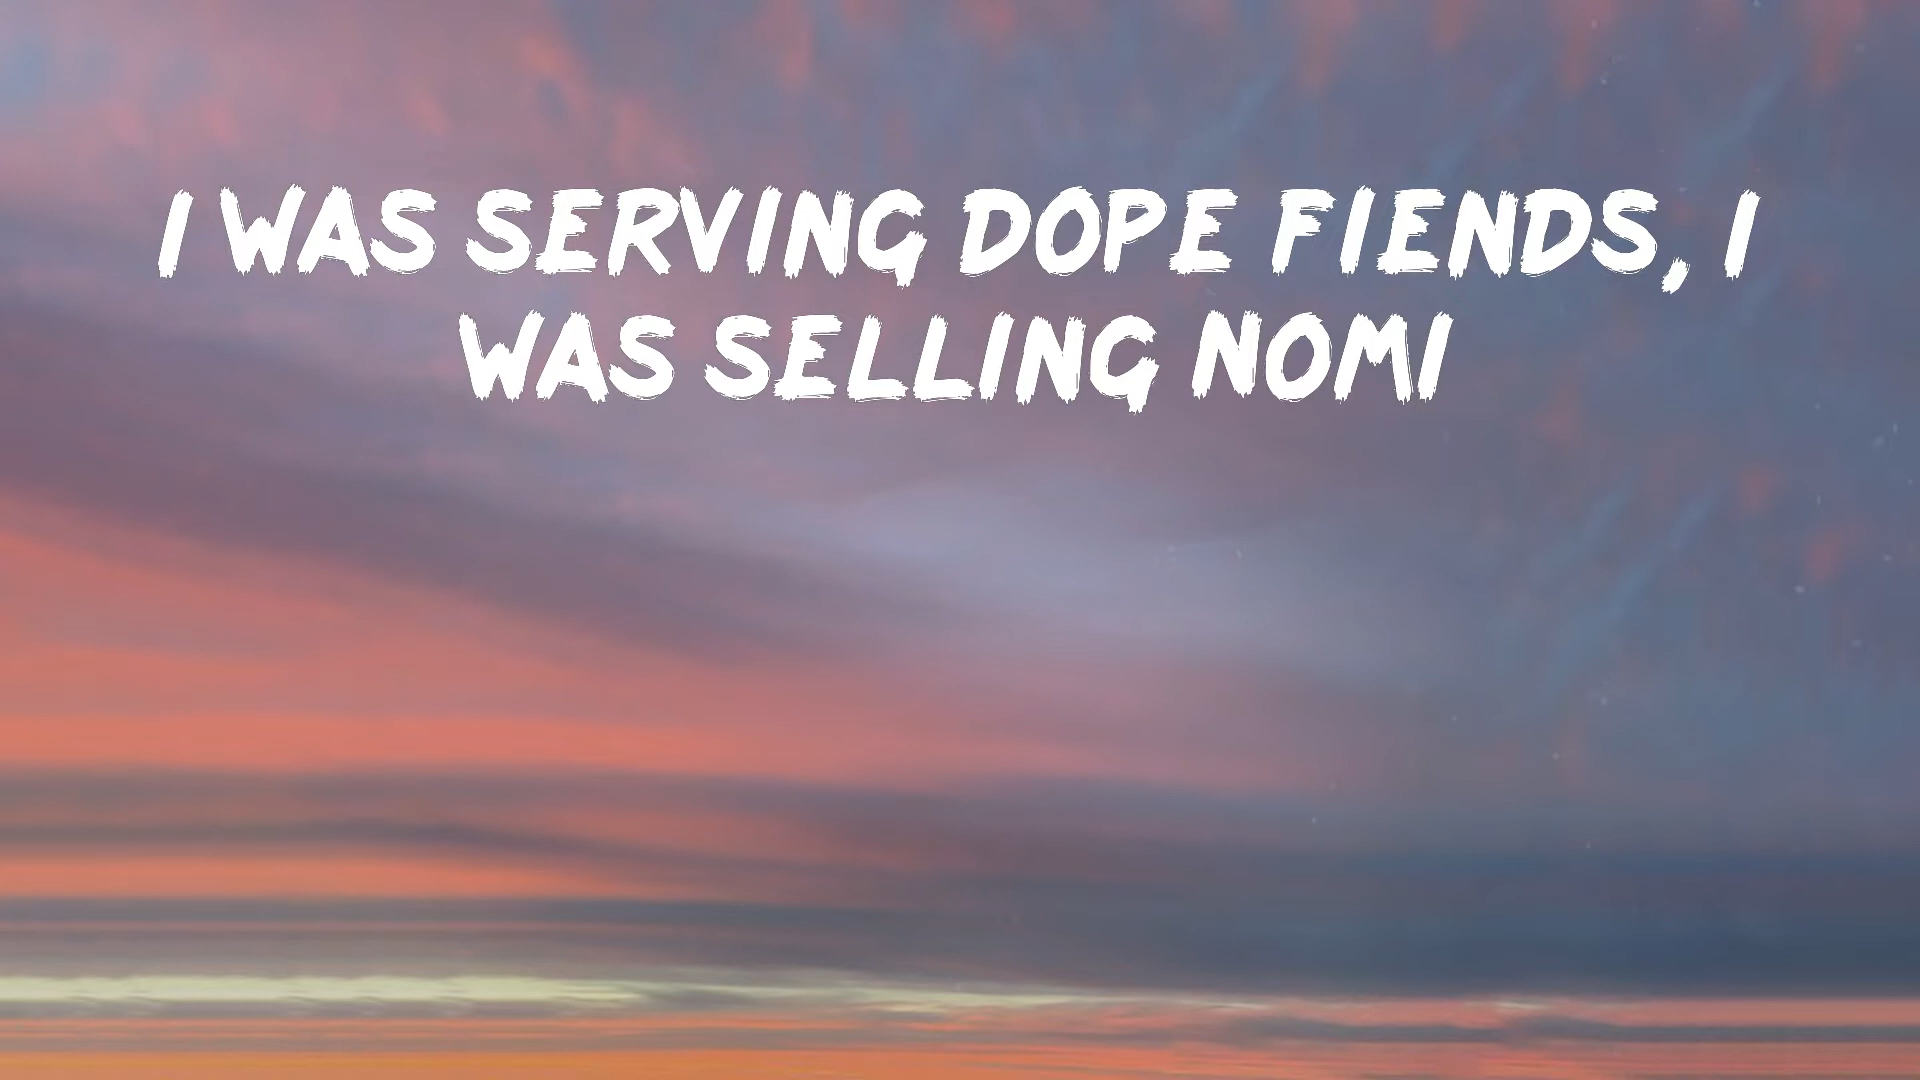 I WAS SERVING DOPE FIENDS, I
WAS SELLING NOMI